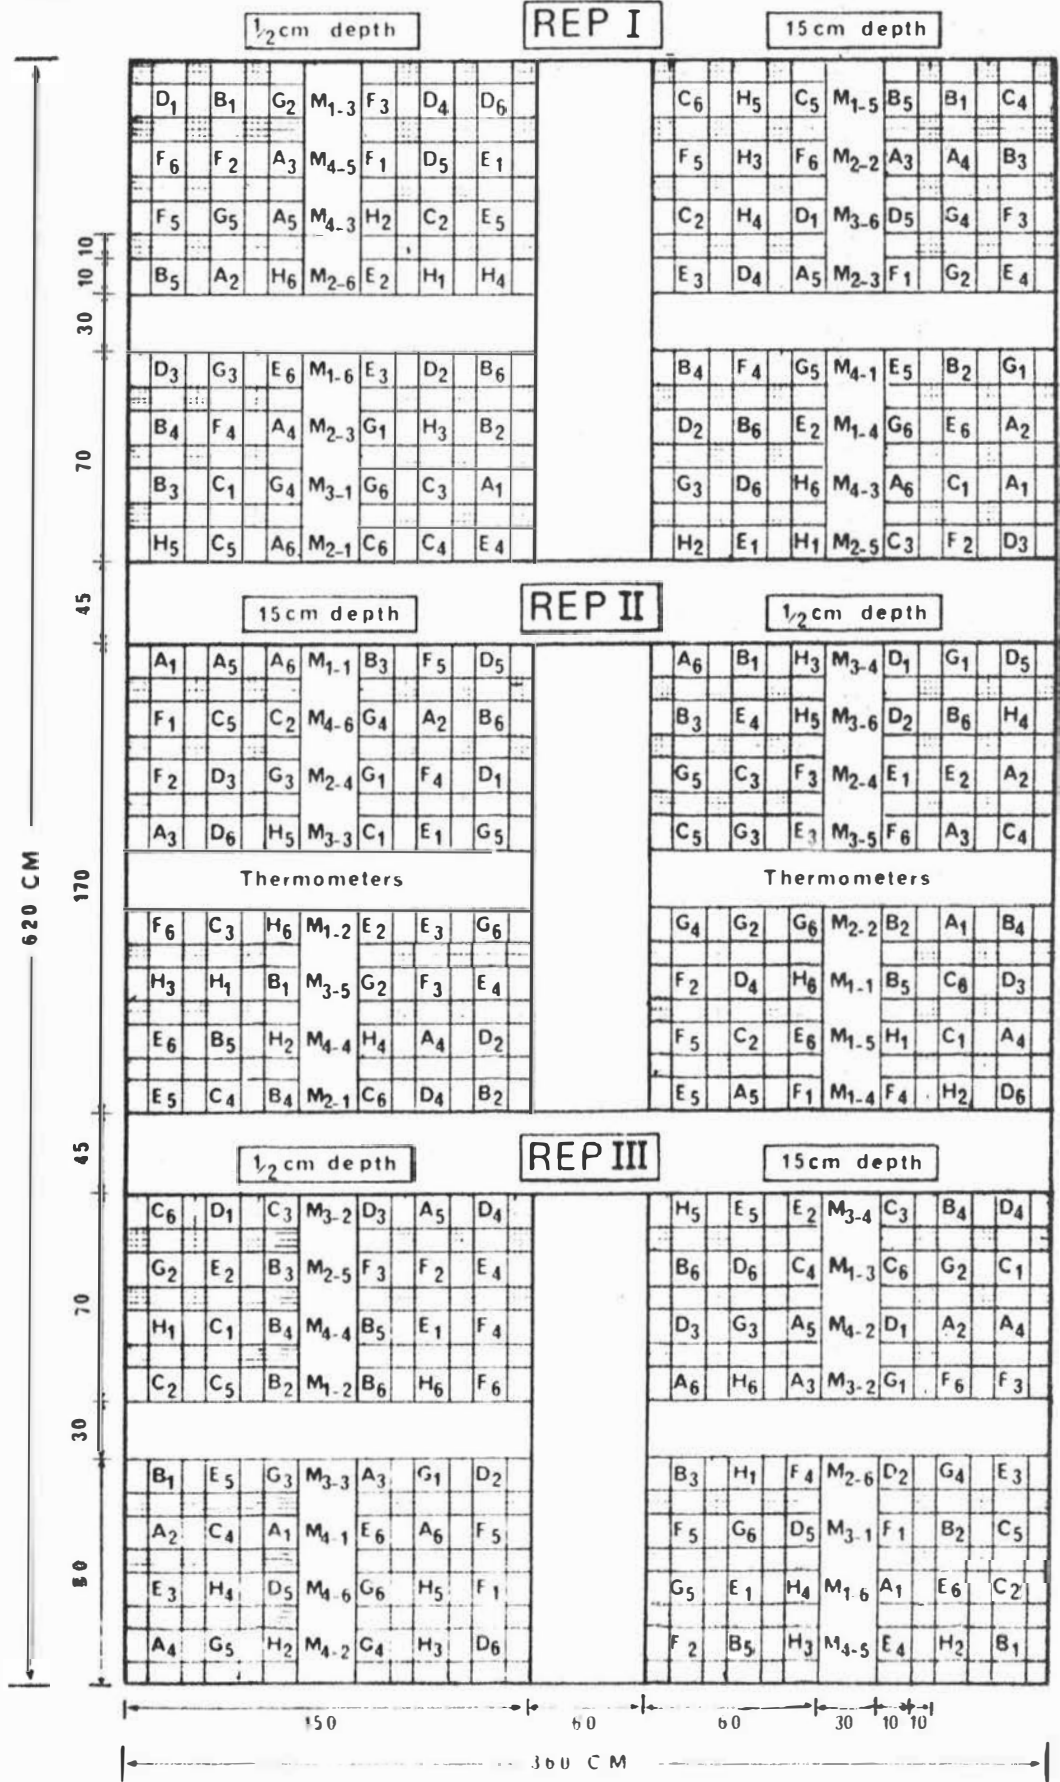 1/2 cm depth REP I 15cm depth
D1 B1 G2 M1-3 F3 D4 D6 C6 H5 C5 M1-5 B5 B1 C4
F6 F2 A3 M4-5 F1 D5 E1 F5 H3 F6 M2-2 A3 A4 B3
F5 G5 A5 M4-3 H2 C2 E5 C2 H4 D1 M3-6 D5 G4 F3
10
10 B5 A2 H6 M2-6 E2 H1 H4 E3 D4 A5 M2-3 F1 G2 E4
30
D3 G3 E6 M1-6 E3 D2 B6 B4 F4 G5 M4-1 E5 B2 G1
B4 F4 A4 M2-3 G1 H3 B2 D2 B6 E2 M1-4 G6 E6 A2
70
B3 C1 G4 M3-1 G6 C3 A1 G3 D6 H6 M4-3 A6 C1 A1
H5 C5 A6 M2-1 C6 C4 E4 H2 E1 H1 M2-5 C3 F2 D3
45 15cm depth REP II 1/2 cm depth
A1 A5 A6 M1-1 B3 F5 D5 A6 B1 H3 M3-4 D1 G1 D5
F1 C5 C2 M4-6 G4 A2 B6 B3 E4 H5 M3-6 D2 B6 H4
F2 D3 G3 M2-4 G1 F4 D1 G5 C3 F3 M2-4 E1 E2 A2
A3 D6 H5 M3-3 C1 E1 G5 C5 G3 E3 M3-5 F6 A3 C4
620 CM 170 Thermometers Thermometers
F6 C3 H6 M1-2 E2 E3 G6 G4 G2 G6 M2-2 B2 A1 B4
H3 H1 B1 M3-5 G2 F3 E4 F2 D4 H6 M1-1 B5 C6 D3
E6 B5 H2 M4-4 H4 A4 D2 F5 C2 E6 M1-5 H1 C1 A4
E5 C4 B4 M2-1 C6 D4 B2 E5 A5 F1 M1-4 F4 H2 D6
45 1/2 cm depth REP III 15cm depth
C6 D1 C3 M3-2 D3 A5 D4 H5 E5 E2 M3-4 C3 B4 D4
G2 E2 B3 M2-5 F3 F2 E4 B6 D6 C4 M1-3 C6 G2 C1
70
H1 C1 B4 M4-4 B5 E1 F4 D3 G3 A5 M4-2 D1 A2 A4
C2 C5 B2 M1-2 B6 H6 F6 A6 H6 A3 M3-2 G1 F6 F3
30
B1 E5 G3 M3-3 A3 G1 D2 B3 H1 F4 M2-6 D2 G4 E3
A2 C4 A1 M4-1 E6 A6 F5 F5 G6 D5 M3-1 F1 B2 C5
E3 H4 D5 M4-6 G6 H5 F1 G5 E1 H4 M1-6 A1 E6 C2
A4 G5 H2 M4-2 G4 H3 D6 F2 B5 H3 M4-5 E4 H2 B1
150 60 60 30 10 10
360 CM